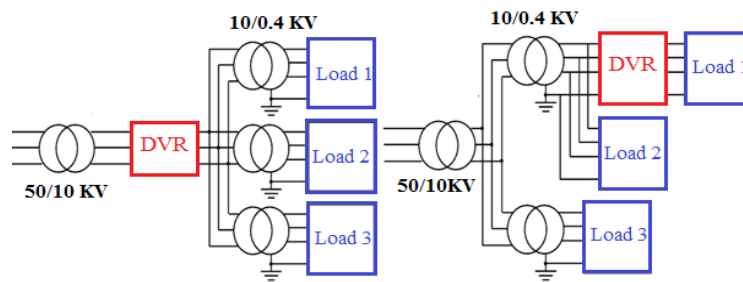 10/0.4 KV
Load 1
DVR
Load 2
50/10 KV
Load 3
10/0.4 KV
DVR
Load 1
Load 2
50/10KV
Load 3